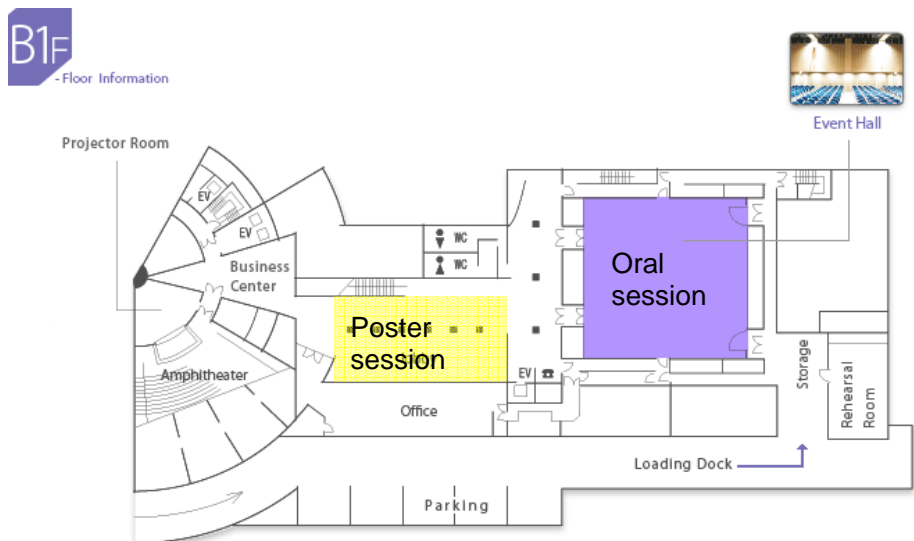 B1F
- Floor Information
Event Hall
Projector Room
EV
EV
WC
WC
Business
Center
Oral
session
Poster
session
Amphitheater
EV
Storage
Rehearsal
Room
Office
Loading Dock
Parking